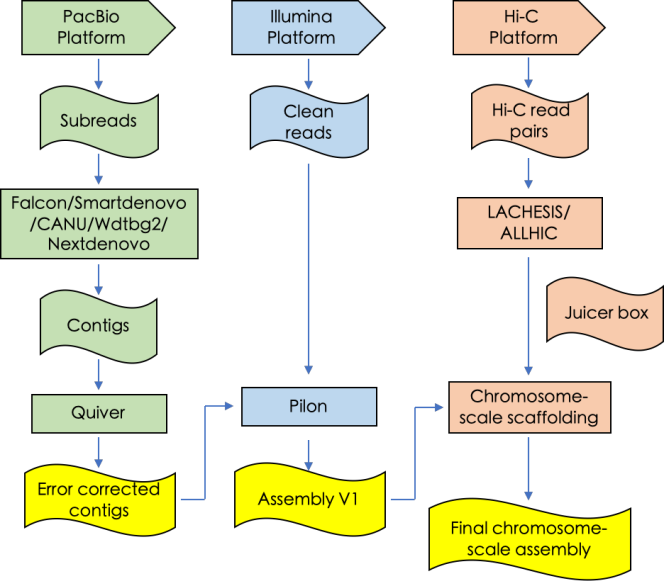 PacBio
Platform
Subreads
Falcon/Smartdenovo
/CANU/Wdtbg2/
Nextdenovo
Contigs
Quiver
Error corrected
contigs
Illumina
Platform
Clean
reads
Pilon
Assembly V1
Hi-C
Platform
Hi-C read
pairs
LACHESIS/
ALLHIC
Juicer box
Chromosome-
scale scaffolding
Final chromosome-
scale assembly